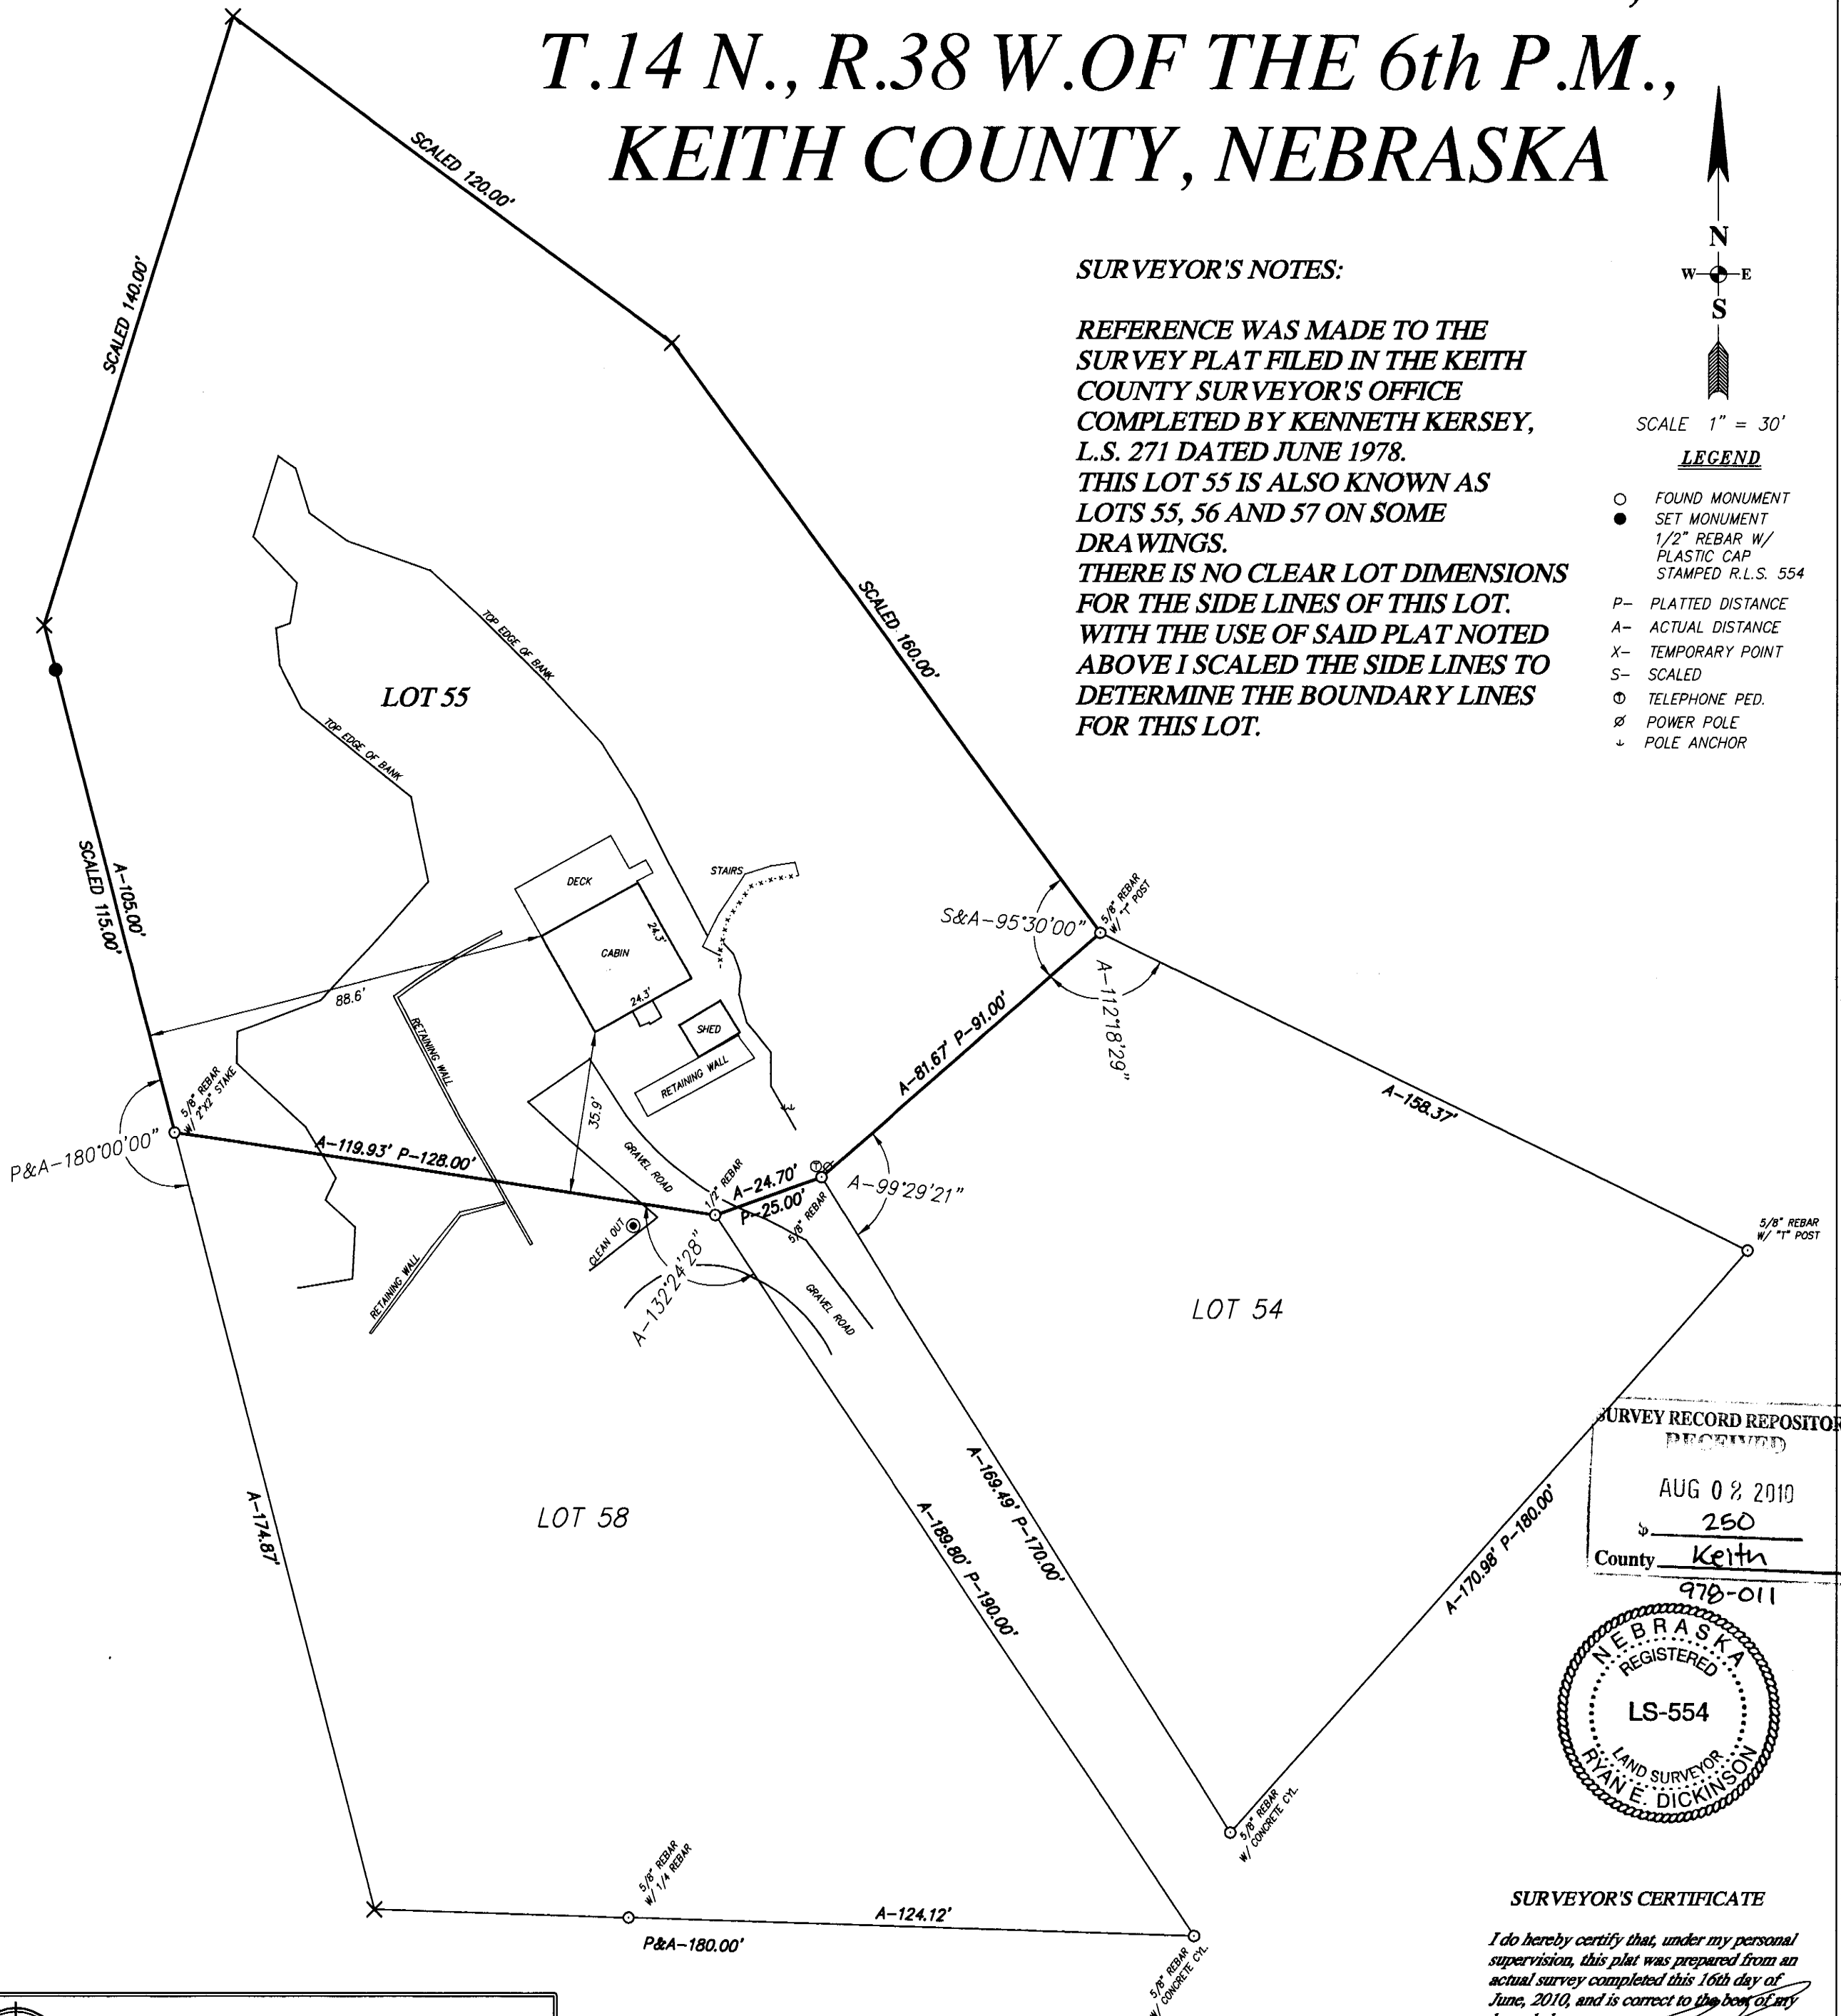 T.14 N., R.38 W.OF THE 6th P.M.,
KEITH COUNTY, NEBRASKA
N
W E
S
SCALE 1" = 30'
LEGEND
FOUND MONUMENT
SET MONUMENT
1/2" REBAR W/
PLASTIC CAP
STAMPED R.L.S. 554
P- PLATTED DISTANCE
A- ACTUAL DISTANCE
X- TEMPORARY POINT
S- SCALED
TELEPHONE PED.
POWER POLE
POLE ANCHOR
SURVEYOR'S NOTES:
REFERENCE WAS MADE TO THE
SURVEY PLAT FILED IN THE KEITH
COUNTY SURVEYOR'S OFFICE
COMPLETED BY KENNETH KERSEY,
L.S. 271 DATED JUNE 1978.
THIS LOT 55 IS ALSO KNOWN AS
LOTS 55, 56 AND 57 ON SOME
DRAWINGS.
THERE IS NO CLEAR LOT DIMENSIONS
FOR THE SIDE LINES OF THIS LOT.
WITH THE USE OF SAID PLAT NOTED
ABOVE I SCALED THE SIDE LINES TO
DETERMINE THE BOUNDARY LINES
FOR THIS LOT.
SCALED 120.00'
SCALED 140.00'
SCALED 160.00'
TOP EDGE OF BANK
LOT 55
TOP EDGE OF BANK
A-105.00'
SCALED 115.00'
DECK
STAIRS
CABIN
24.3'
24.3'
SHED
RETAINING WALL
88.6'
RETAINING WALL
35.9'
S&A-95°30'00"
5/8" REBAR
W/ "T" POST
A-112°18'29"
A-81.67' P-91.00'
A-158.37'
5/8" REBAR
W/ 2"X2" STAKE
P&A-180°00'00"
A-119.93' P-128.00'
GRAVEL ROAD
1/2" REBAR
A-24.70'
P-25.00'
T
5/8" REBAR
A-99°29'21"
CLEAN OUT
A-132°24'28"
RETAINING WALL
GRAVEL ROAD
5/8" REBAR
W/ "T" POST
LOT 54
LOT 58
A-174.87'
A-189.80' P-190.00'
A-169.49' P-170.00'
A-170.98' P-180.00'
5/8" REBAR
W/ CONCRETE CYL.
5/8" REBAR
W/ 1/4 REBAR
A-124.12'
P&A-180.00'
5/8" REBAR
W/ CONCRETE CYL.
SURVEY RECORD REPOSITOR
RECEIVED
AUG 02 2010
$ 250
County Keith
978-011
NEBRASKA
REGISTERED
LS-554
LAND SURVEYOR
RYAN E. DICKINSON
SURVEYOR'S CERTIFICATE
I do hereby certify that, under my personal
supervision, this plat was prepared from an
actual survey completed this 16th day of
June, 2010, and is correct to the best of my